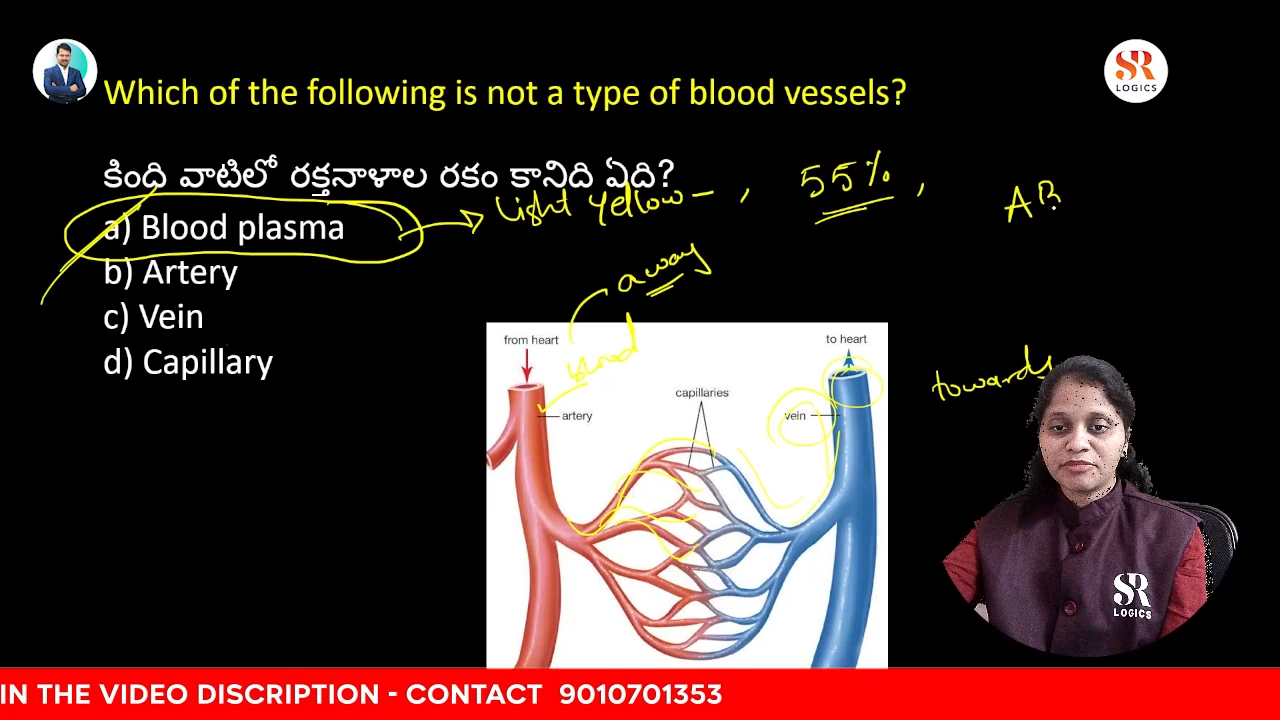 SR
LOGICS
Which of the following is not a type of blood vessels?
కింది వాటిలో రక్తనాళాల రకం కానిది ఏది?
55%,
AB
a) Blood plasma
light yellow - ,
b) Artery
away
c) Vein
d) Capillary
from heart
blood
to heart
towards
capillaries
artery
vein
SR
LOGICS
IN THE VIDEO DISCRIPTION - CONTACT 9010701353